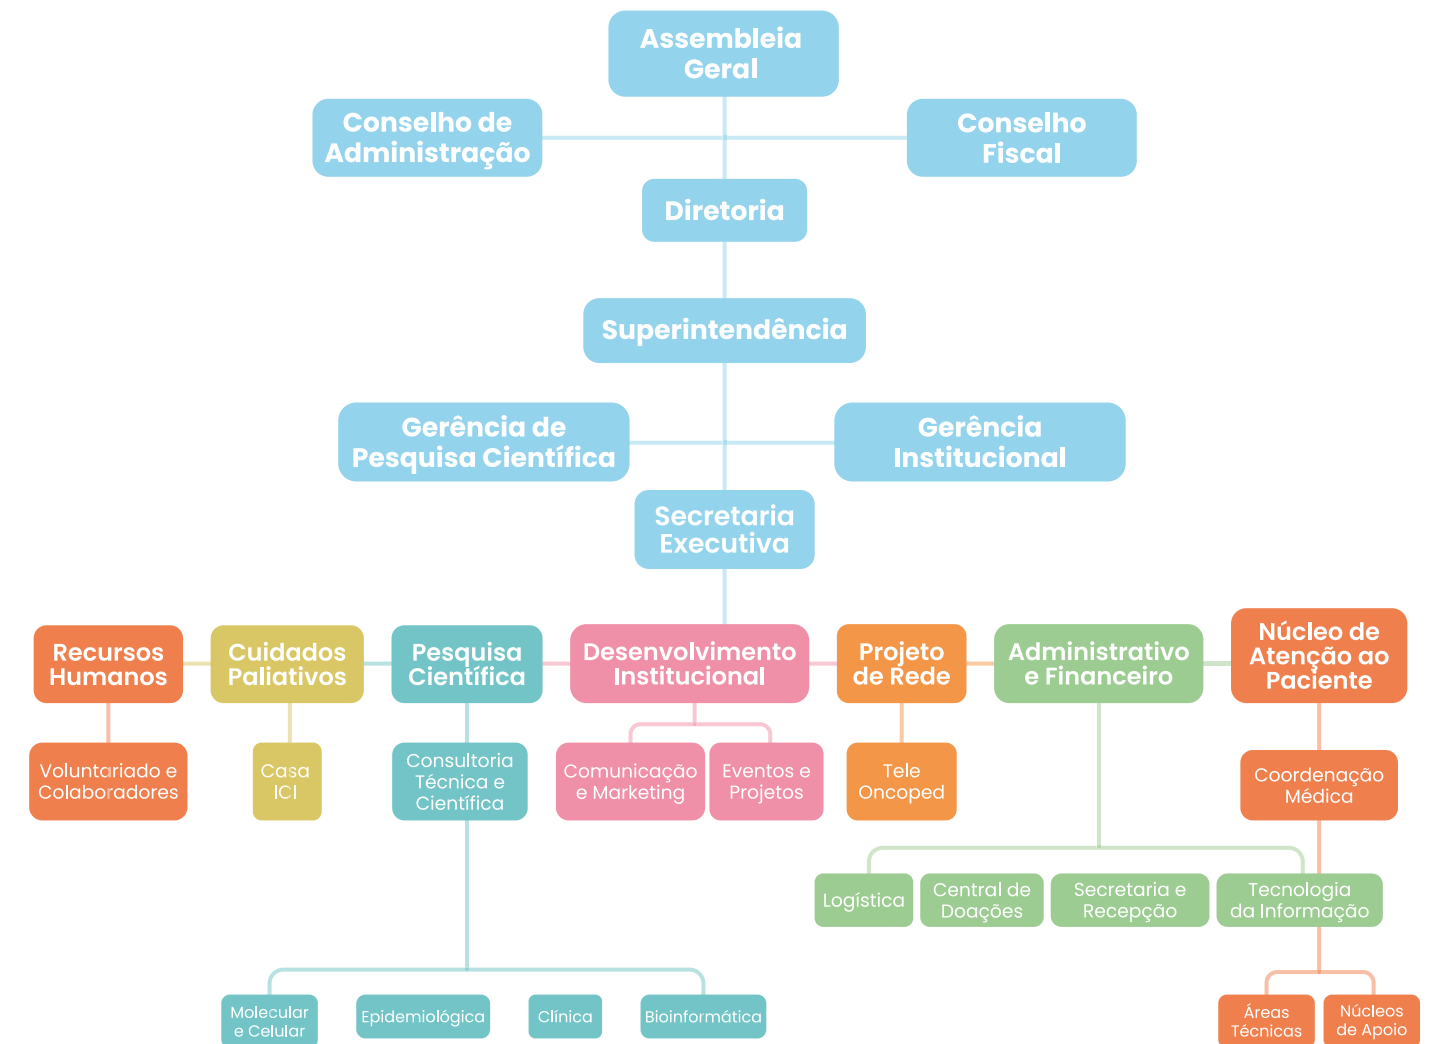 Assembleia
Geral
Conselho de
Administração
Conselho
Fiscal
Diretoria
Superintendência
Gerência de
Pesquisa Científica
Gerência
Institucional
Secretaria
Executiva
Recursos
Humanos
Cuidados
Paliativos
Pesquisa
Científica
Desenvolvimento
Institucional
Projeto
de Rede
Administrativo
e Financeiro
Núcleo de
Atenção ao
Paciente
Voluntariado e
Colaboradores
Casa
ICI
Consultoria
Técnica e
Científica
Comunicação
e Marketing
Eventos e
Projetos
Tele
Oncoped
Coordenação
Médica
Logística
Central de
Doações
Secretaria e
Recepção
Tecnologia
da Informação
Molecular
e Celular
Epidemiológica
Clínica
Bioinformática
Áreas
Técnicas
Núcleos
de Apoio